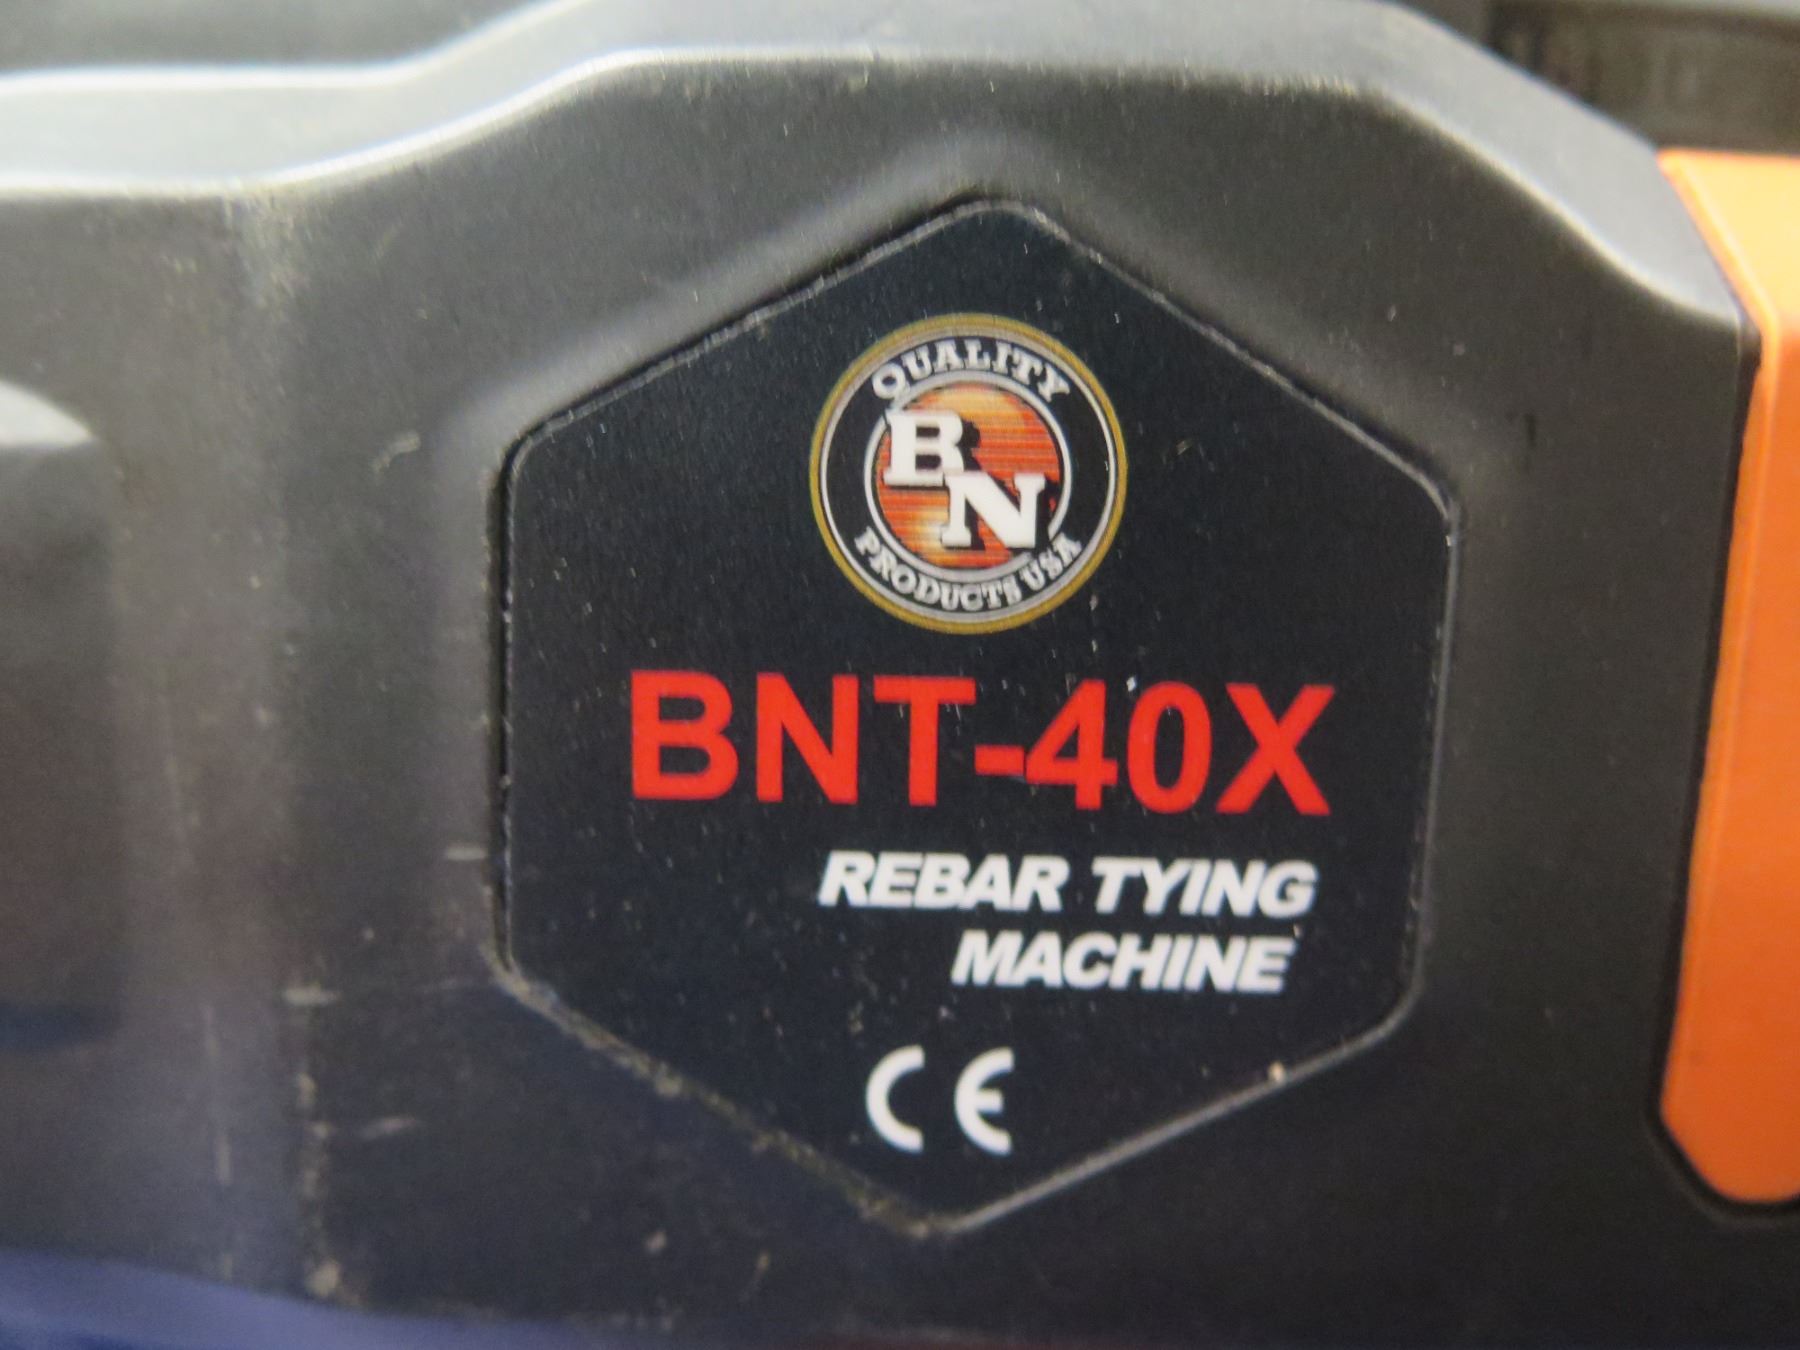 QUALITY
BN
PRODUCTS USA
BNT-40X
REBAR TYING
MACHINE
CE